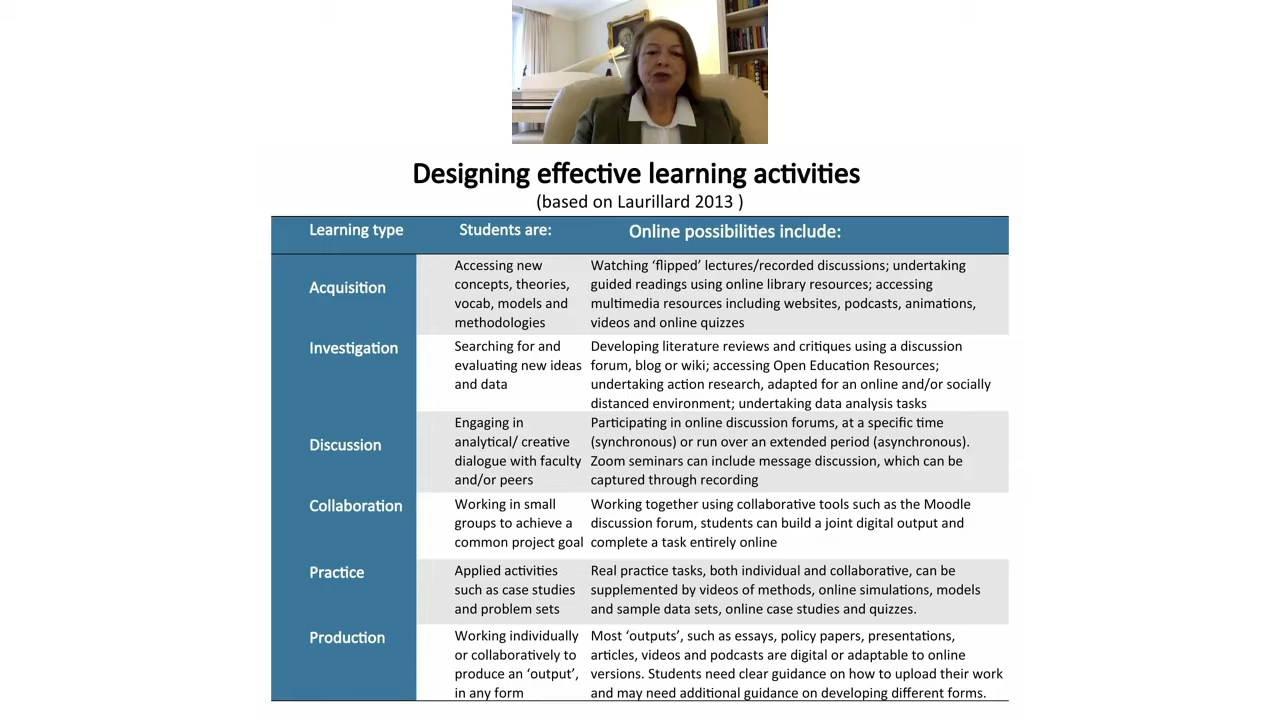 Designing effective learning activities
(based on Laurillard 2013 )
Learning type
Students are:
Online possibilities include:
Acquisition
Accessing new
concepts, theories,
vocab, models and
methodologies
Watching ‘flipped’ lectures/recorded discussions; undertaking
guided readings using online library resources; accessing
multimedia resources including websites, podcasts, animations,
videos and online quizzes
Investigation
Searching for and
evaluating new ideas
and data
Developing literature reviews and critiques using a discussion
forum, blog or wiki; accessing Open Education Resources;
undertaking action research, adapted for an online and/or socially
distanced environment; undertaking data analysis tasks
Discussion
Engaging in
analytical/ creative
dialogue with faculty
and/or peers
Participating in online discussion forums, at a specific time
(synchronous) or run over an extended period (asynchronous).
Zoom seminars can include message discussion, which can be
captured through recording
Collaboration
Working in small
groups to achieve a
common project goal
Working together using collaborative tools such as the Moodle
discussion forum, students can build a joint digital output and
complete a task entirely online
Practice
Applied activities
such as case studies
and problem sets
Real practice tasks, both individual and collaborative, can be
supplemented by videos of methods, online simulations, models
and sample data sets, online case studies and quizzes.
Production
Working individually
or collaboratively to
produce an ‘output’,
in any form
Most ‘outputs’, such as essays, policy papers, presentations,
articles, videos and podcasts are digital or adaptable to online
versions. Students need clear guidance on how to upload their work
and may need additional guidance on developing different forms.